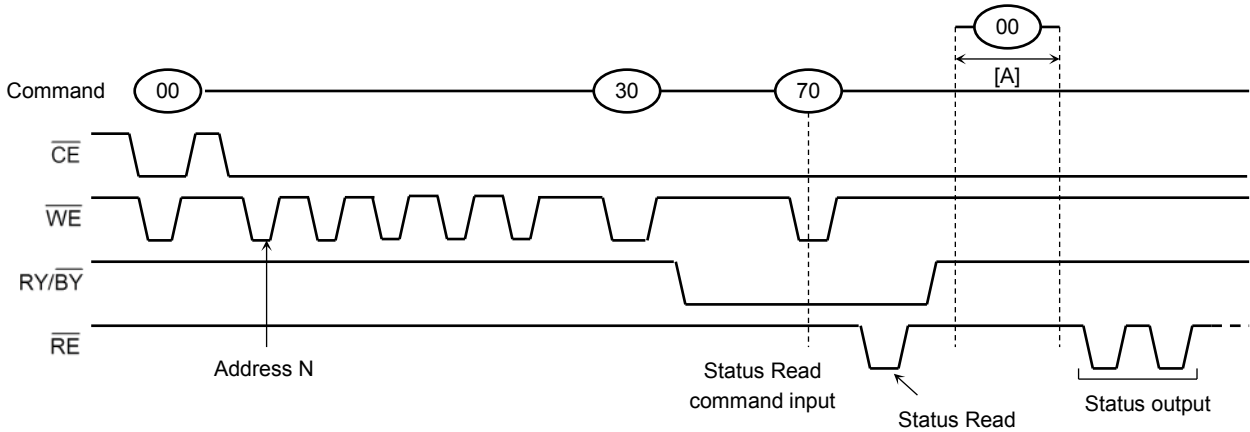 00
[A]
Command 00 30 70
CE
WE
RY/BY
RE
Address N
Status Read
command input
Status Read
Status output